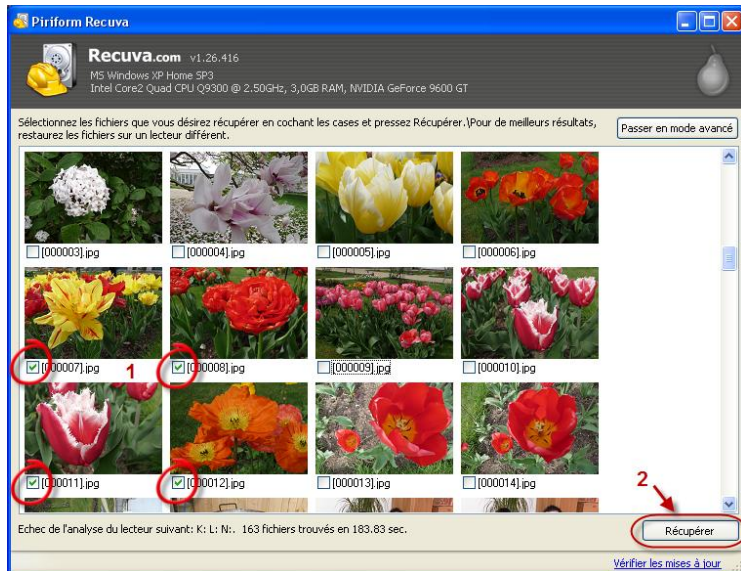 Piriform Recuva
Recuva.com v1.26.416
MS Windows XP Home SP3
Intel Core2 Quad CPU Q9300 @ 2.50GHz, 3,0GB RAM, NVIDIA GeForce 9600 GT
Sélectionnez les fichiers que vous désirez récupérer en cochant les cases et pressez Récupérer.\Pour de meilleurs résultats,
restaurez les fichiers sur un lecteur différent.
Passer en mode avancé
[000003].jpg [000004].jpg [000005].jpg [000006].jpg
[000007].jpg 1 [000008].jpg [000009].jpg [000010].jpg
[000011].jpg [000012].jpg [000013].jpg [000014].jpg
2
Echec de l'analyse du lecteur suivant: K: L: N:. 163 fichiers trouvés en 183.83 sec.
Récupérer
Vérifier les mises à jour